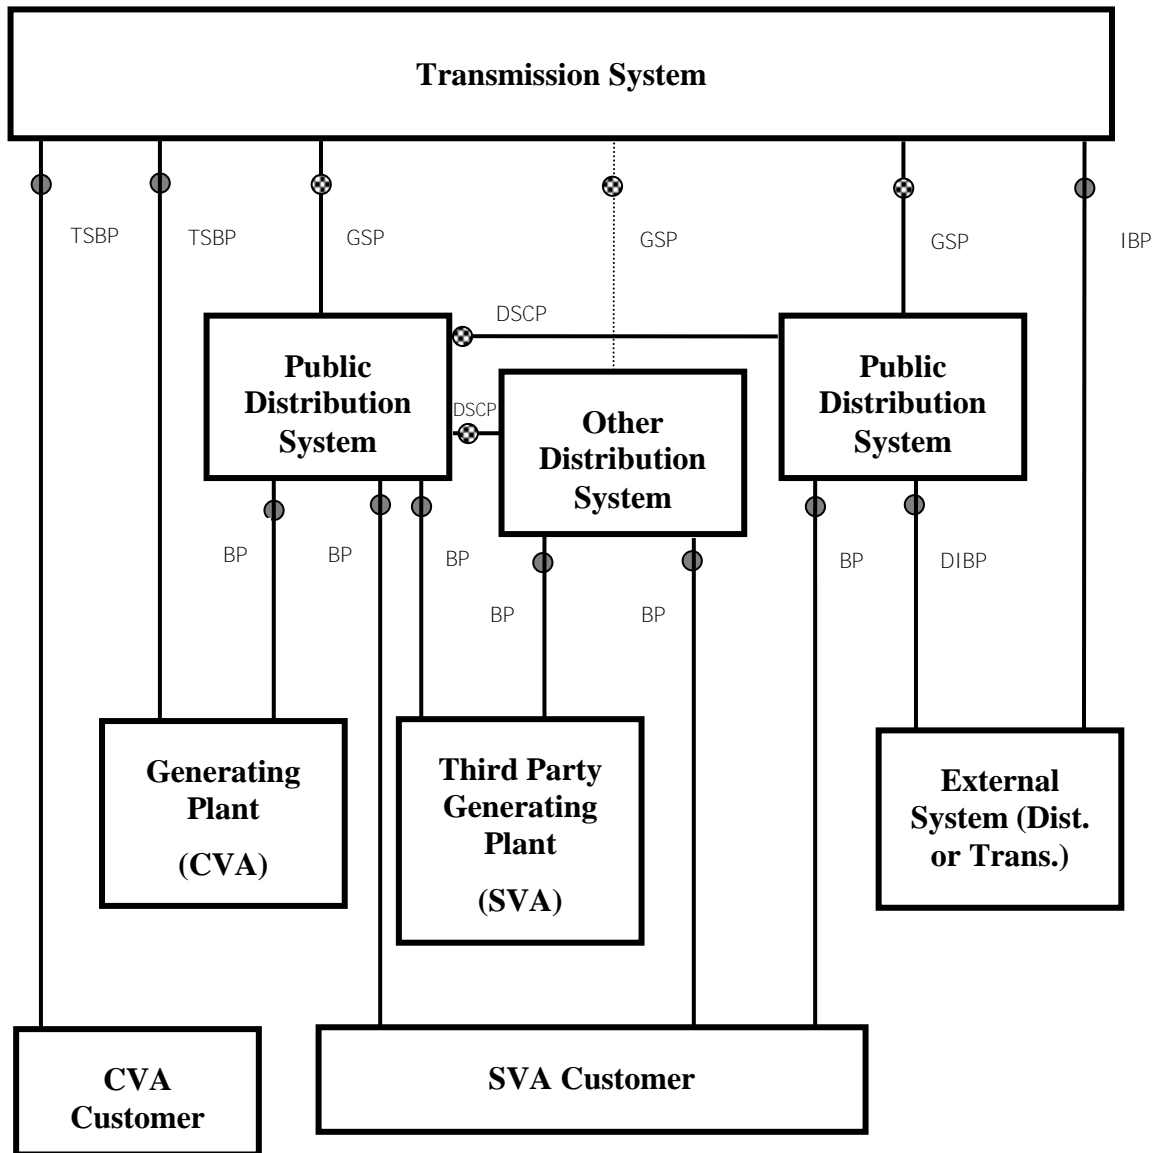 Transmission System
TSBP
TSBP
GSP
GSP
GSP
IBP
DSCP
Public
Distribution
System
DSCP
Other
Distribution
System
Public
Distribution
System
BP
BP
BP
BP
BP
BP
DIBP
Generating
Plant
(CVA)
Third Party
Generating
Plant
(SVA)
External
System (Dist.
or Trans.)
CVA
Customer
SVA Customer